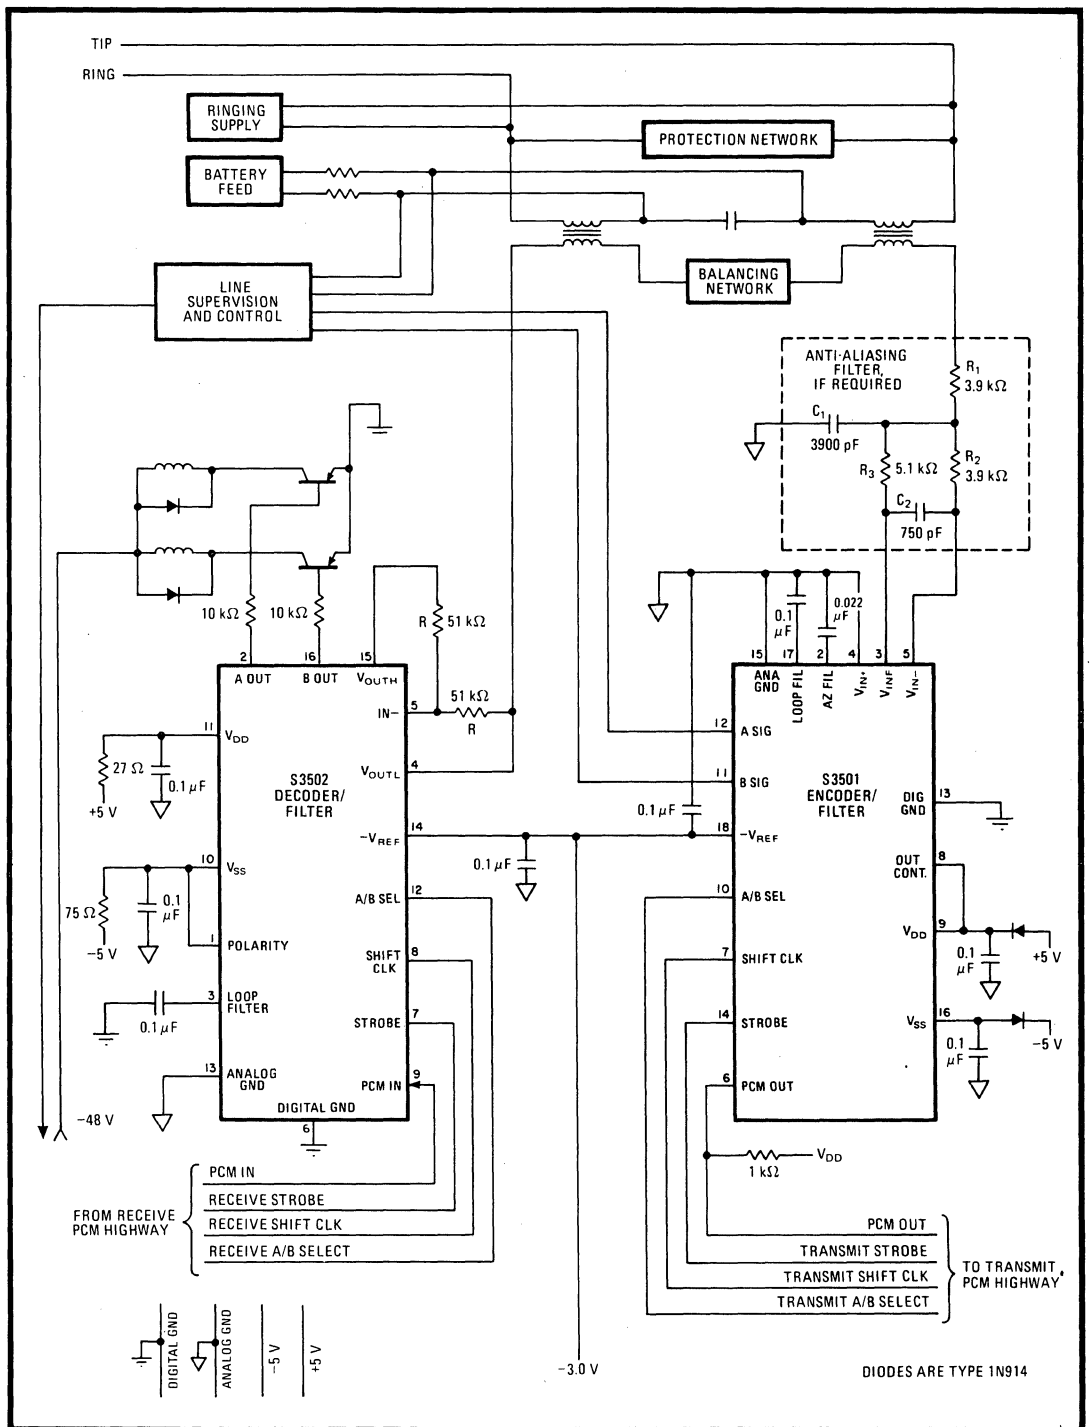 TIP
RING
RINGING
SUPPLY
PROTECTION NETWORK
BATTERY
FEED
LINE
SUPERVISION
AND CONTROL
BALANCING
NETWORK
ANTI-ALIASING
FILTER,
IF REQUIRED
R1
3.9 kΩ
C1
3900 pF
R3
5.1 kΩ
R2
3.9 kΩ
C2
750 pF
10 kΩ
10 kΩ
R
51 kΩ
51 kΩ
R
0.1
μF
0.022
μF
2
16
15
A OUT
B OUT
VOUTH
5
IN−
4
VOUTL
11
VDD
27 Ω
0.1 μF
+5 V
S3502
DECODER/
FILTER
14
−VREF
0.1 μF
10
VSS
75 Ω
0.1
μF
−5 V
1
POLARITY
12
A/B SEL
8
SHIFT
CLK
3
LOOP
FILTER
0.1 μF
7
STROBE
13
ANALOG
GND
9
PCM IN
DIGITAL GND
6
−48 V
15
17
2
4
3
5
ANA
GND
LOOP FIL
AZ FIL
VIN+
VINF
VIN−
12
A SIG
11
B SIG
S3501
ENCODER/
FILTER
13
DIG
GND
0.1 μF
18
−VREF
8
OUT
CONT.
10
A/B SEL
9
VDD
0.1
μF
+5 V
7
SHIFT CLK
14
STROBE
16
VSS
0.1
μF
−5 V
6
PCM OUT
1 kΩ
VDD
FROM RECEIVE
PCM HIGHWAY
PCM IN
RECEIVE STROBE
RECEIVE SHIFT CLK
RECEIVE A/B SELECT
PCM OUT
TRANSMIT STROBE
TRANSMIT SHIFT CLK
TRANSMIT A/B SELECT
TO TRANSMIT
PCM HIGHWAY
DIGITAL GND
ANALOG GND
−5 V
+5 V
−3.0 V
DIODES ARE TYPE 1N914